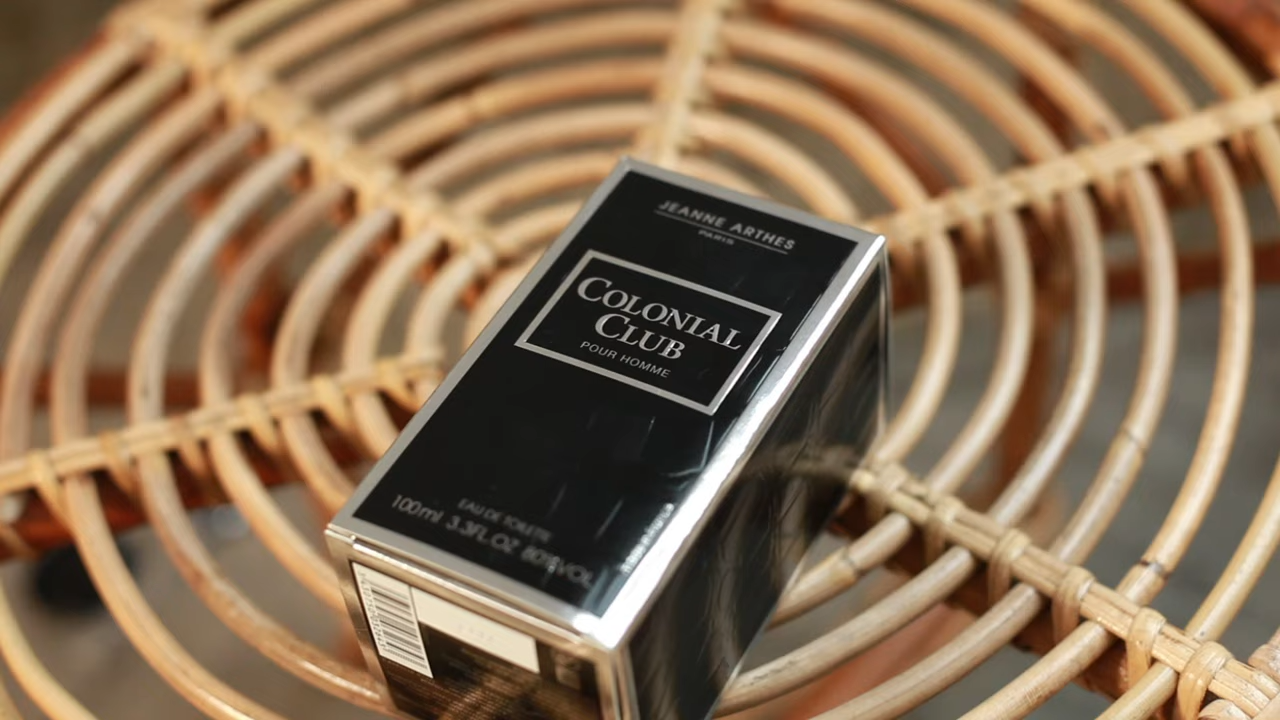 JEANNE ARTHES
PARIS
COLONIAL
CLUB
POUR HOMME
EAU DE TOILETTE
100ml 3.3FL.OZ 80%VOL